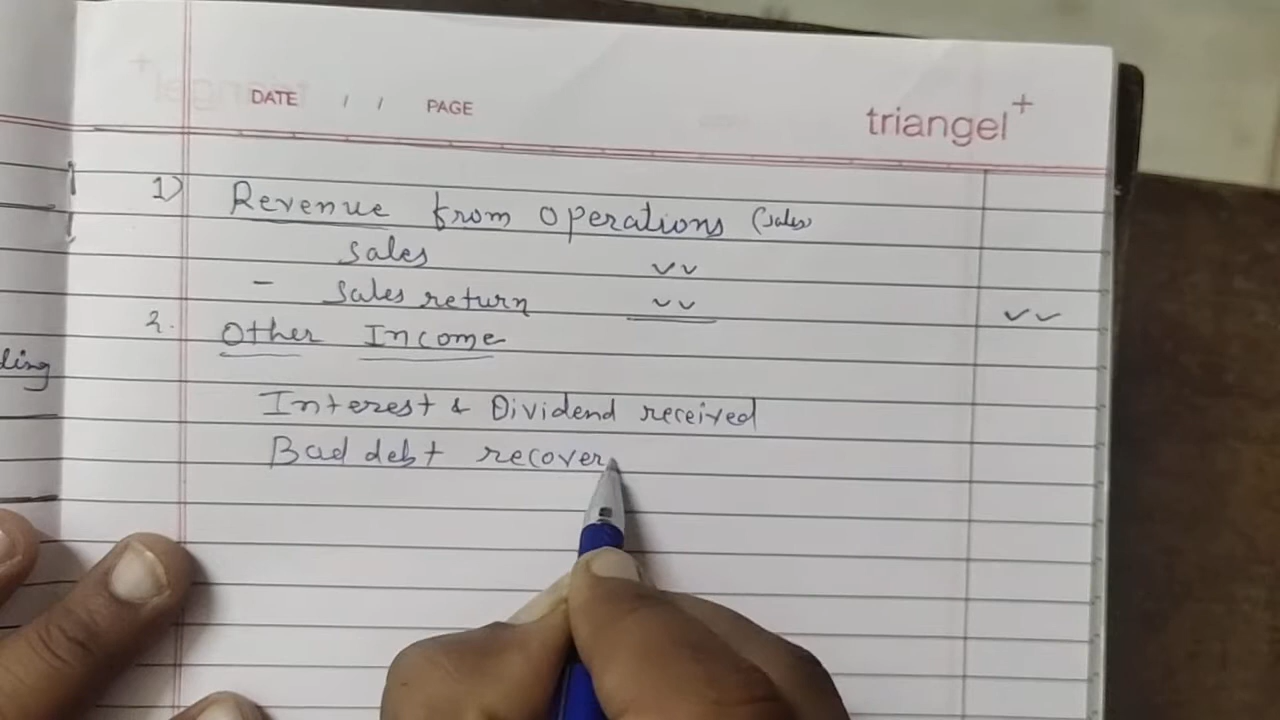 DATE / / PAGE
triangel+
1) Revenue from Operations (sales)
Sales
- Sales return
2. Other Income
ding
Interest & Dividend received
Bad debt recover